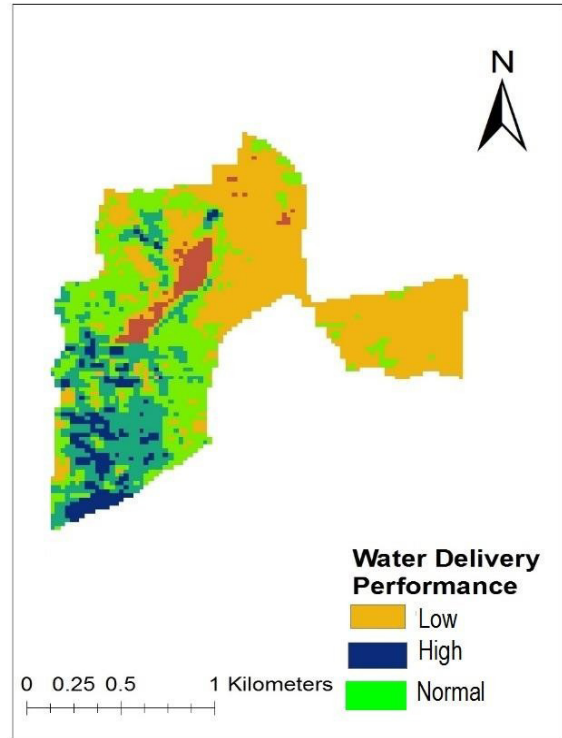 N
Water Delivery
Performance
Low
High
Normal
0 0.25 0.5 1 Kilometers